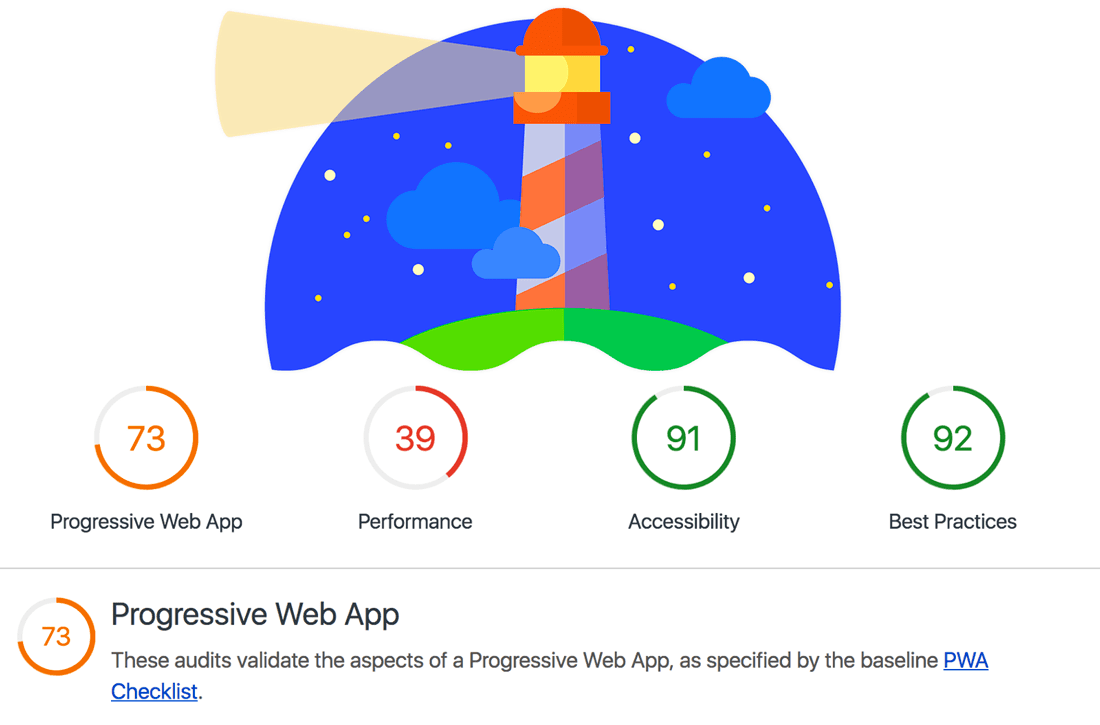 73
39
91
92
Progressive Web App
Performance
Accessibility
Best Practices
73
Progressive Web App
These audits validate the aspects of a Progressive Web App, as specified by the baseline PWA
Checklist.